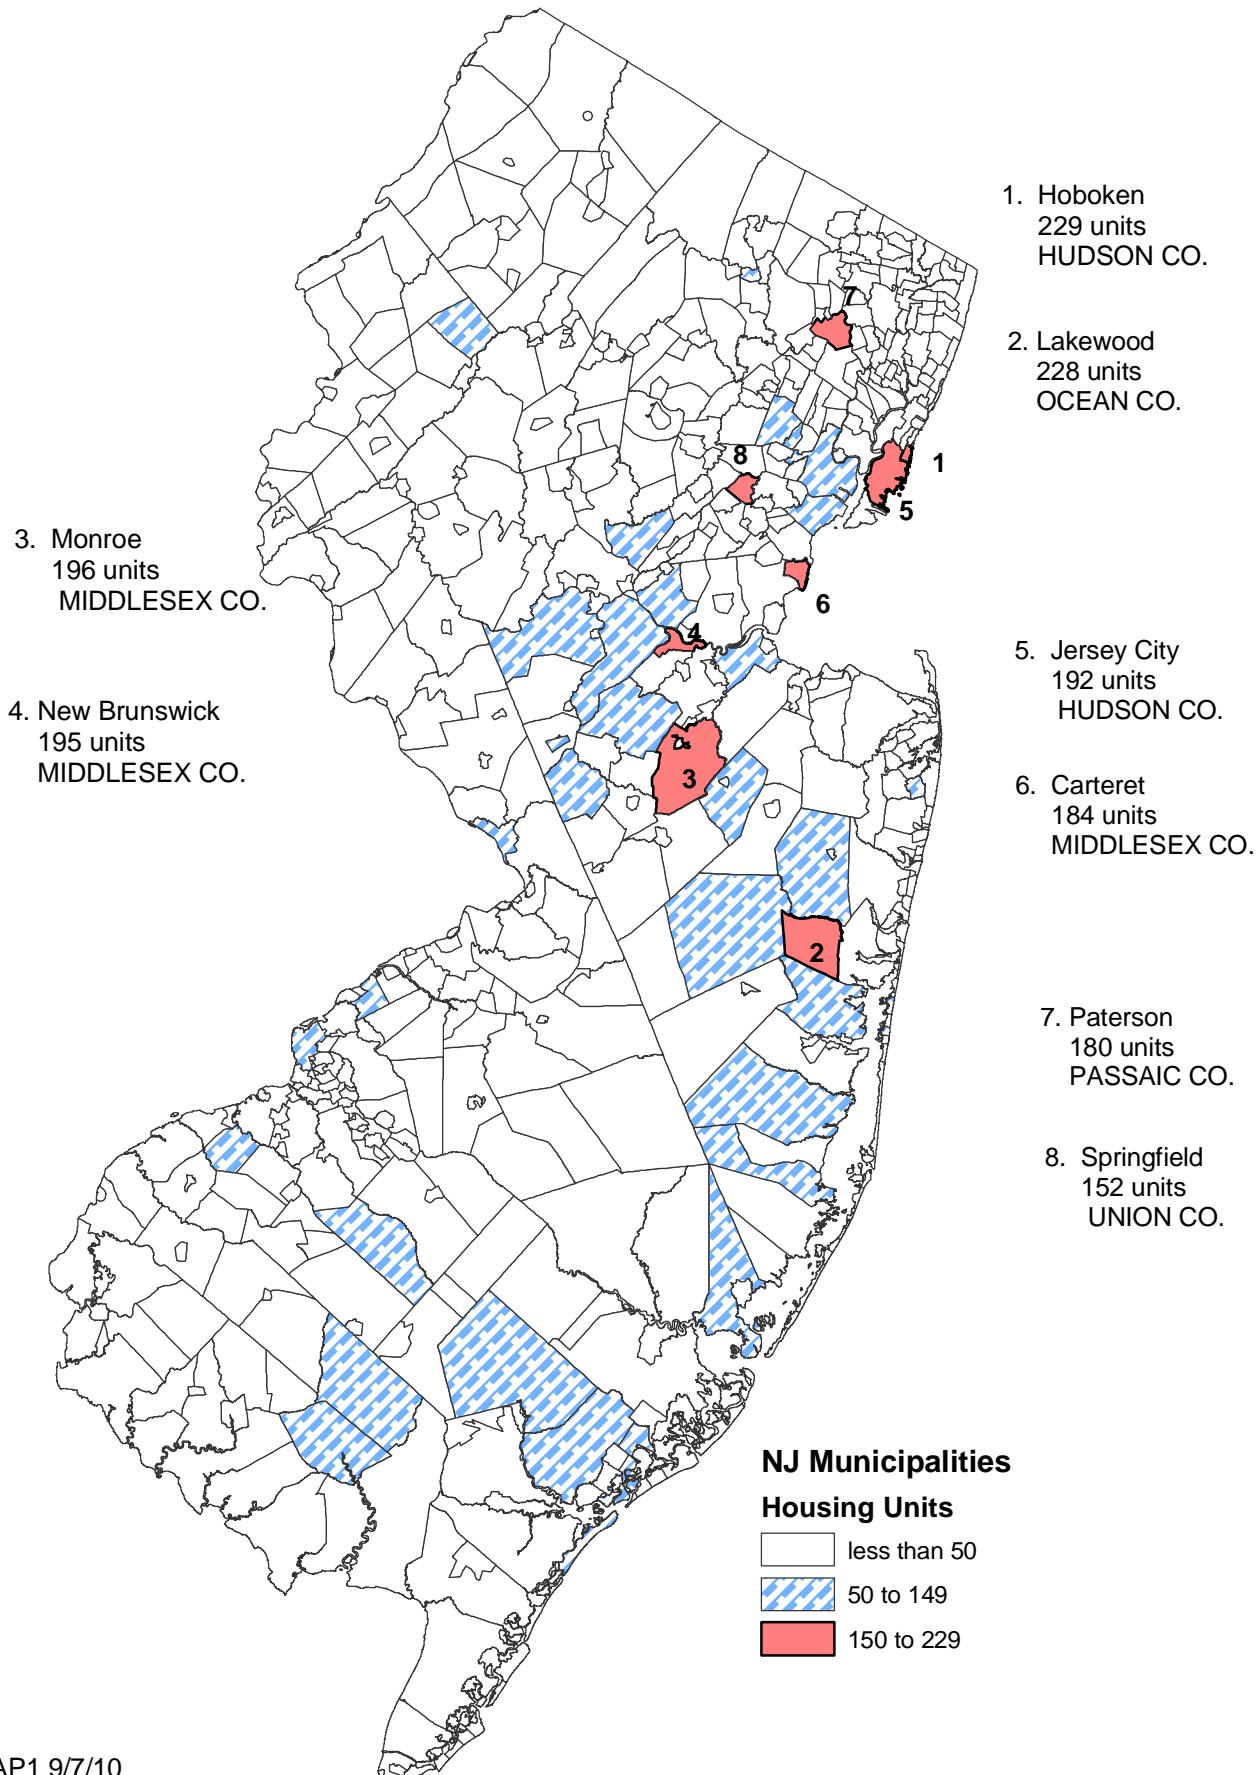 1. Hoboken
229 units
HUDSON CO.
2. Lakewood
228 units
OCEAN CO.
3. Monroe
196 units
MIDDLESEX CO.
4. New Brunswick
195 units
MIDDLESEX CO.
5. Jersey City
192 units
HUDSON CO.
6. Carteret
184 units
MIDDLESEX CO.
7. Paterson
180 units
PASSAIC CO.
8. Springfield
152 units
UNION CO.
7
8
1
5
6
4
3
2
NJ Municipalities
Housing Units
less than 50
50 to 149
150 to 229
AP1 9/7/10